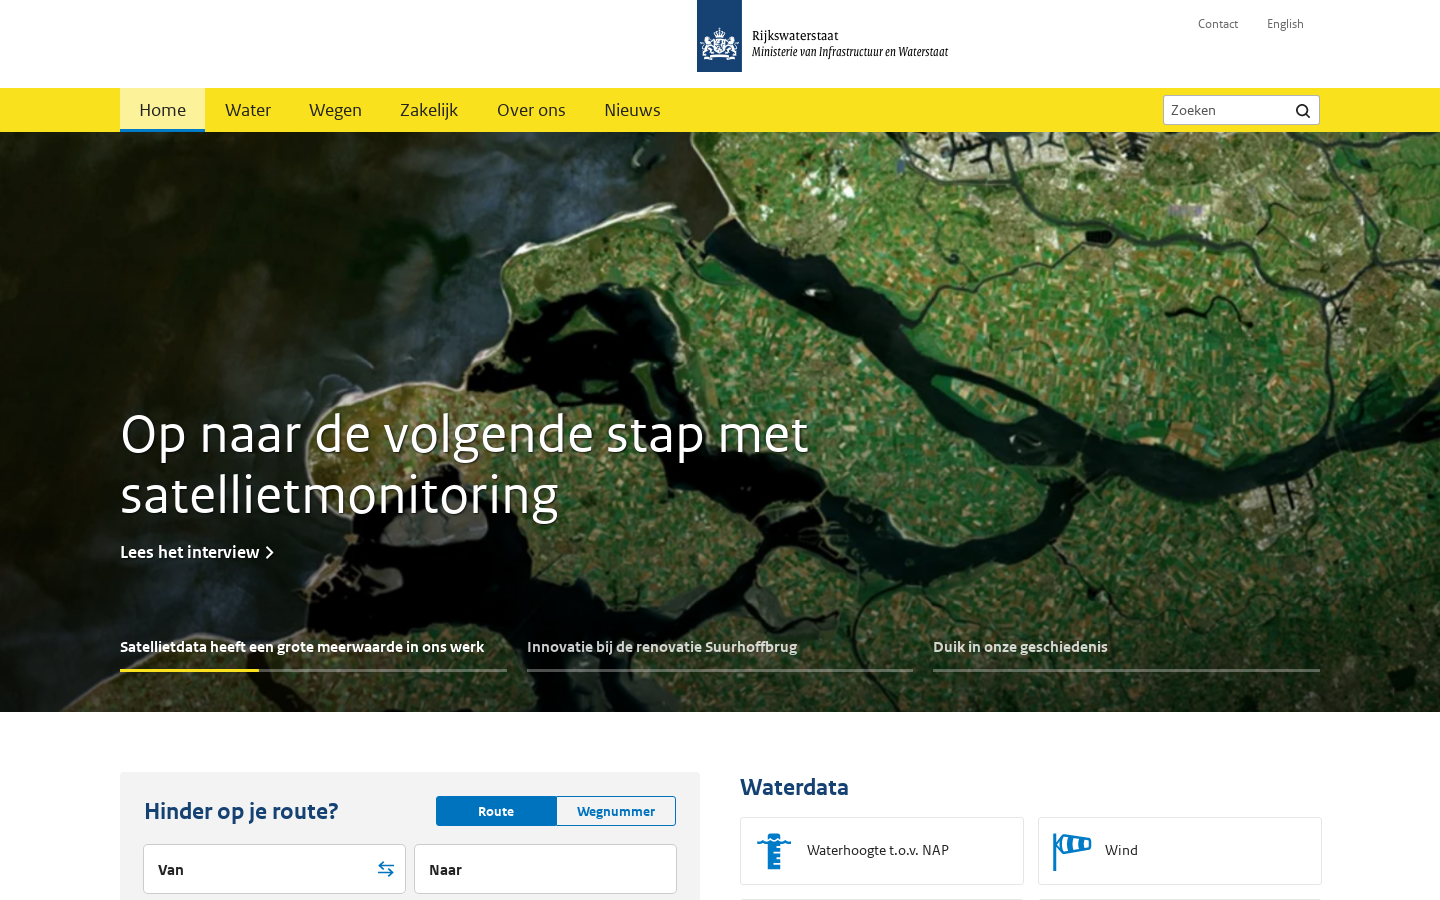 Rijkswaterstaat
Ministerie van Infrastructuur en Waterstaat
Contact
English
Home
Water
Wegen
Zakelijk
Over ons
Nieuws
Zoeken
Op naar de volgende stap met
satellietmonitoring
Lees het interview
Satellietdata heeft een grote meerwaarde in ons werk
Innovatie bij de renovatie Suurhoffbrug
Duik in onze geschiedenis
Hinder op je route?
Route
Wegnummer
Van
Naar
Waterdata
Waterhoogte t.o.v. NAP
Wind